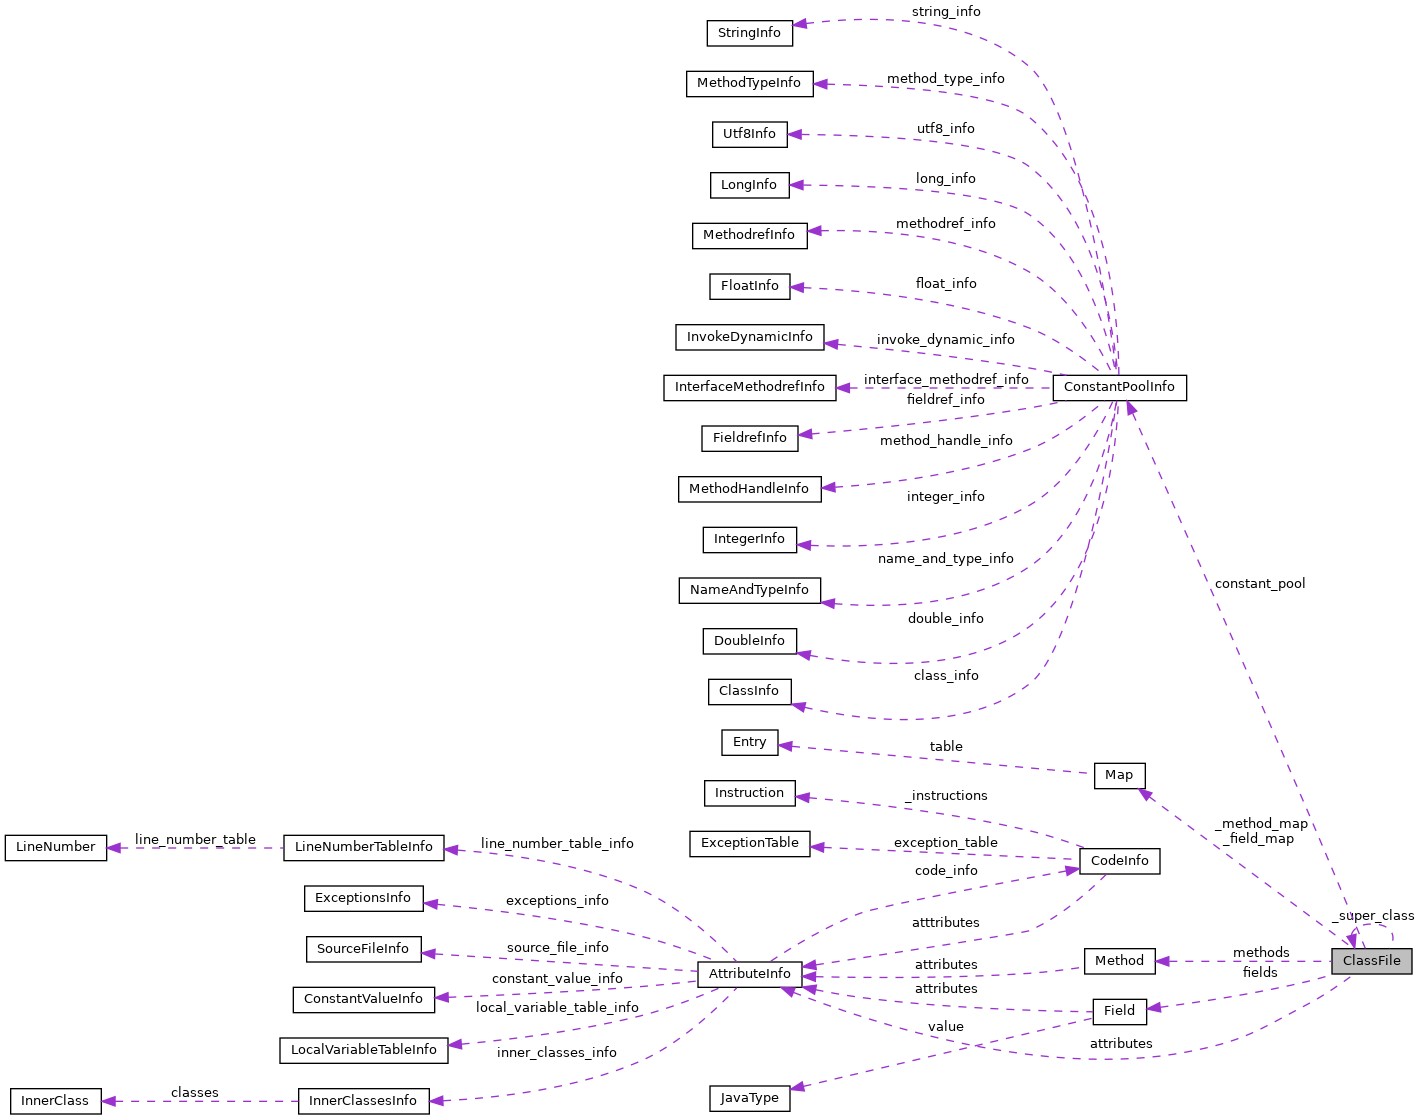 string_info
StringInfo
method_type_info
MethodTypeInfo
utf8_info
Utf8Info
long_info
LongInfo
methodref_info
MethodrefInfo
float_info
FloatInfo
invoke_dynamic_info
InvokeDynamicInfo
interface_methodref_info
InterfaceMethodrefInfo
ConstantPoolInfo
fieldref_info
FieldrefInfo
method_handle_info
MethodHandleInfo
integer_info
IntegerInfo
name_and_type_info
NameAndTypeInfo
constant_pool
double_info
DoubleInfo
class_info
ClassInfo
Entry
table
Map
Instruction
_instructions
_method_map
_field_map
LineNumber
line_number_table
LineNumberTableInfo
line_number_table_info
ExceptionTable
exception_table
CodeInfo
code_info
ExceptionsInfo
exceptions_info
atttributes
_super_class
SourceFileInfo
source_file_info
AttributeInfo
attributes
Method
methods
ClassFile
fields
ConstantValueInfo
constant_value_info
attributes
local_variable_table_info
Field
value
LocalVariableTableInfo
inner_classes_info
attributes
InnerClass
classes
InnerClassesInfo
JavaType